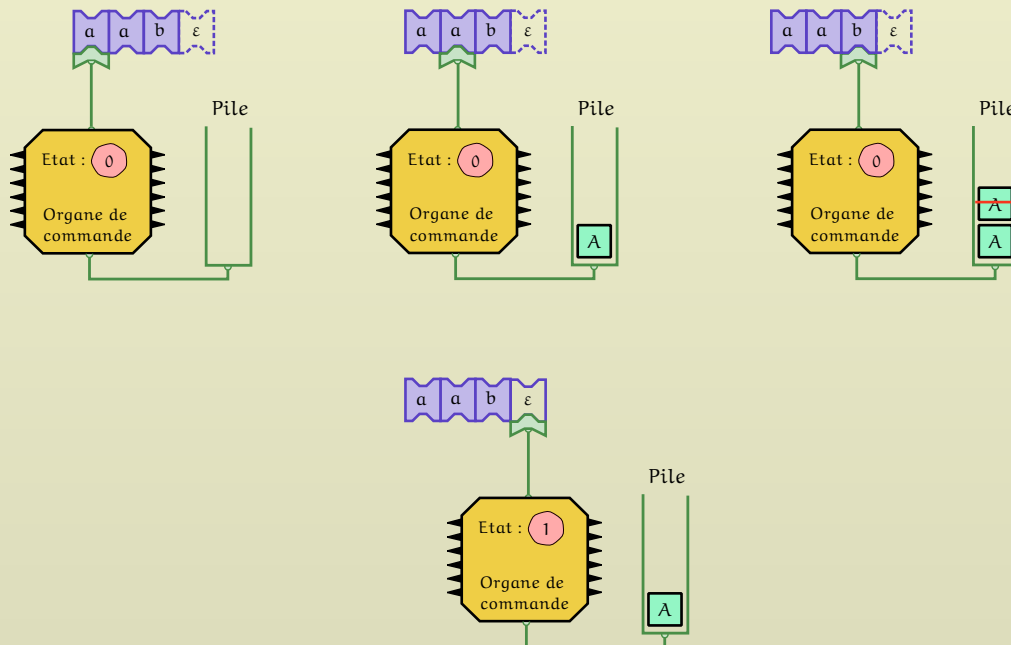 a a b ε
Pile
Etat : 0
Organe de
commande
a a b ε
Pile
Etat : 0
A
Organe de
commande
a a b ε
Pile
Etat : 0
A
Organe de
commande
A
a a b ε
Pile
Etat : 1
Organe de
commande
A